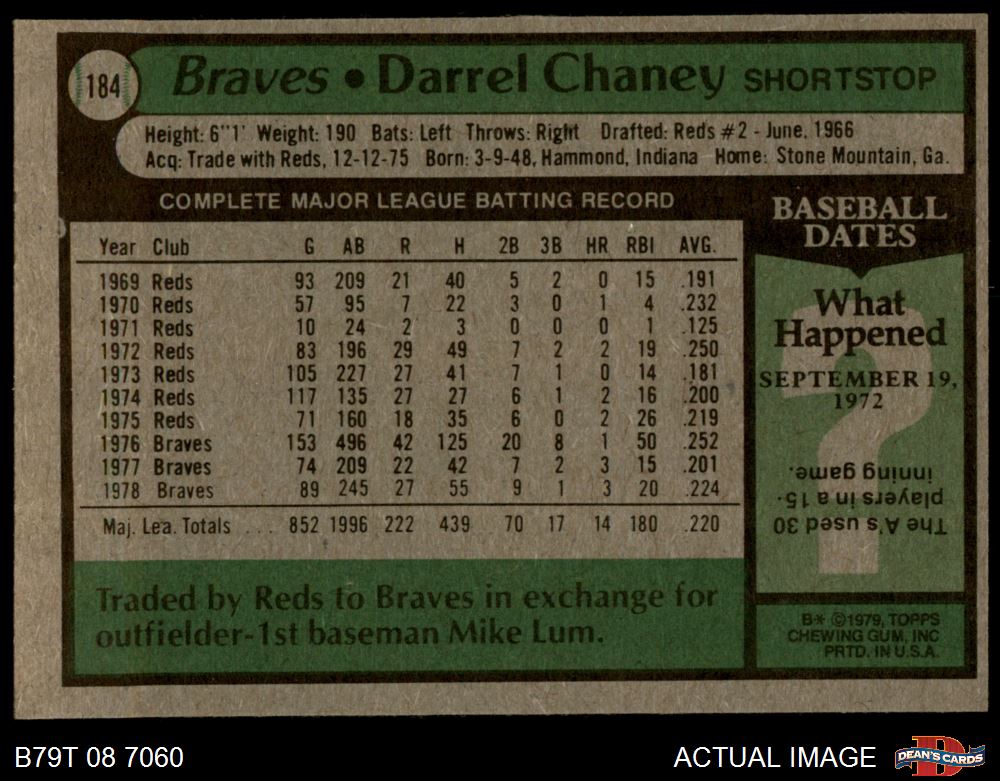 184 Braves • Darrel Chaney SHORTSTOP
Height: 6"1' Weight: 190 Bats: Left Throws: Right Drafted: Reds #2 - June, 1966
Acq: Trade with Reds, 12-12-75 Born: 3-9-48, Hammond, Indiana Home: Stone Mountain, Ga.
COMPLETE MAJOR LEAGUE BATTING RECORD
Year Club G AB R H 2B 3B HR RBI AVG.
1969 Reds 93 209 21 40 5 2 0 15 .191
1970 Reds 57 95 7 22 3 0 1 4 .232
1971 Reds 10 24 2 3 0 0 0 1 .125
1972 Reds 83 196 29 49 7 2 2 19 .250
1973 Reds 105 227 27 41 7 1 0 14 .181
1974 Reds 117 135 27 27 6 1 2 16 .200
1975 Reds 71 160 18 35 6 0 2 26 .219
1976 Braves 153 496 42 125 20 8 1 50 .252
1977 Braves 74 209 22 42 7 2 3 15 .201
1978 Braves 89 245 27 55 9 1 3 20 .224
Maj. Lea. Totals ... 852 1996 222 439 70 17 14 180 .220
Traded by Reds to Braves in exchange for
outfielder-1st baseman Mike Lum.
BASEBALL
DATES
What
Happened
SEPTEMBER 19,
1972
?
The A's used 30
players in a 15-
inning game.
B* ©1979, TOPPS
CHEWING GUM, INC
PRTD. IN U.S.A.
B79T 08 7060
ACTUAL IMAGE
D
DEAN'S CARDS